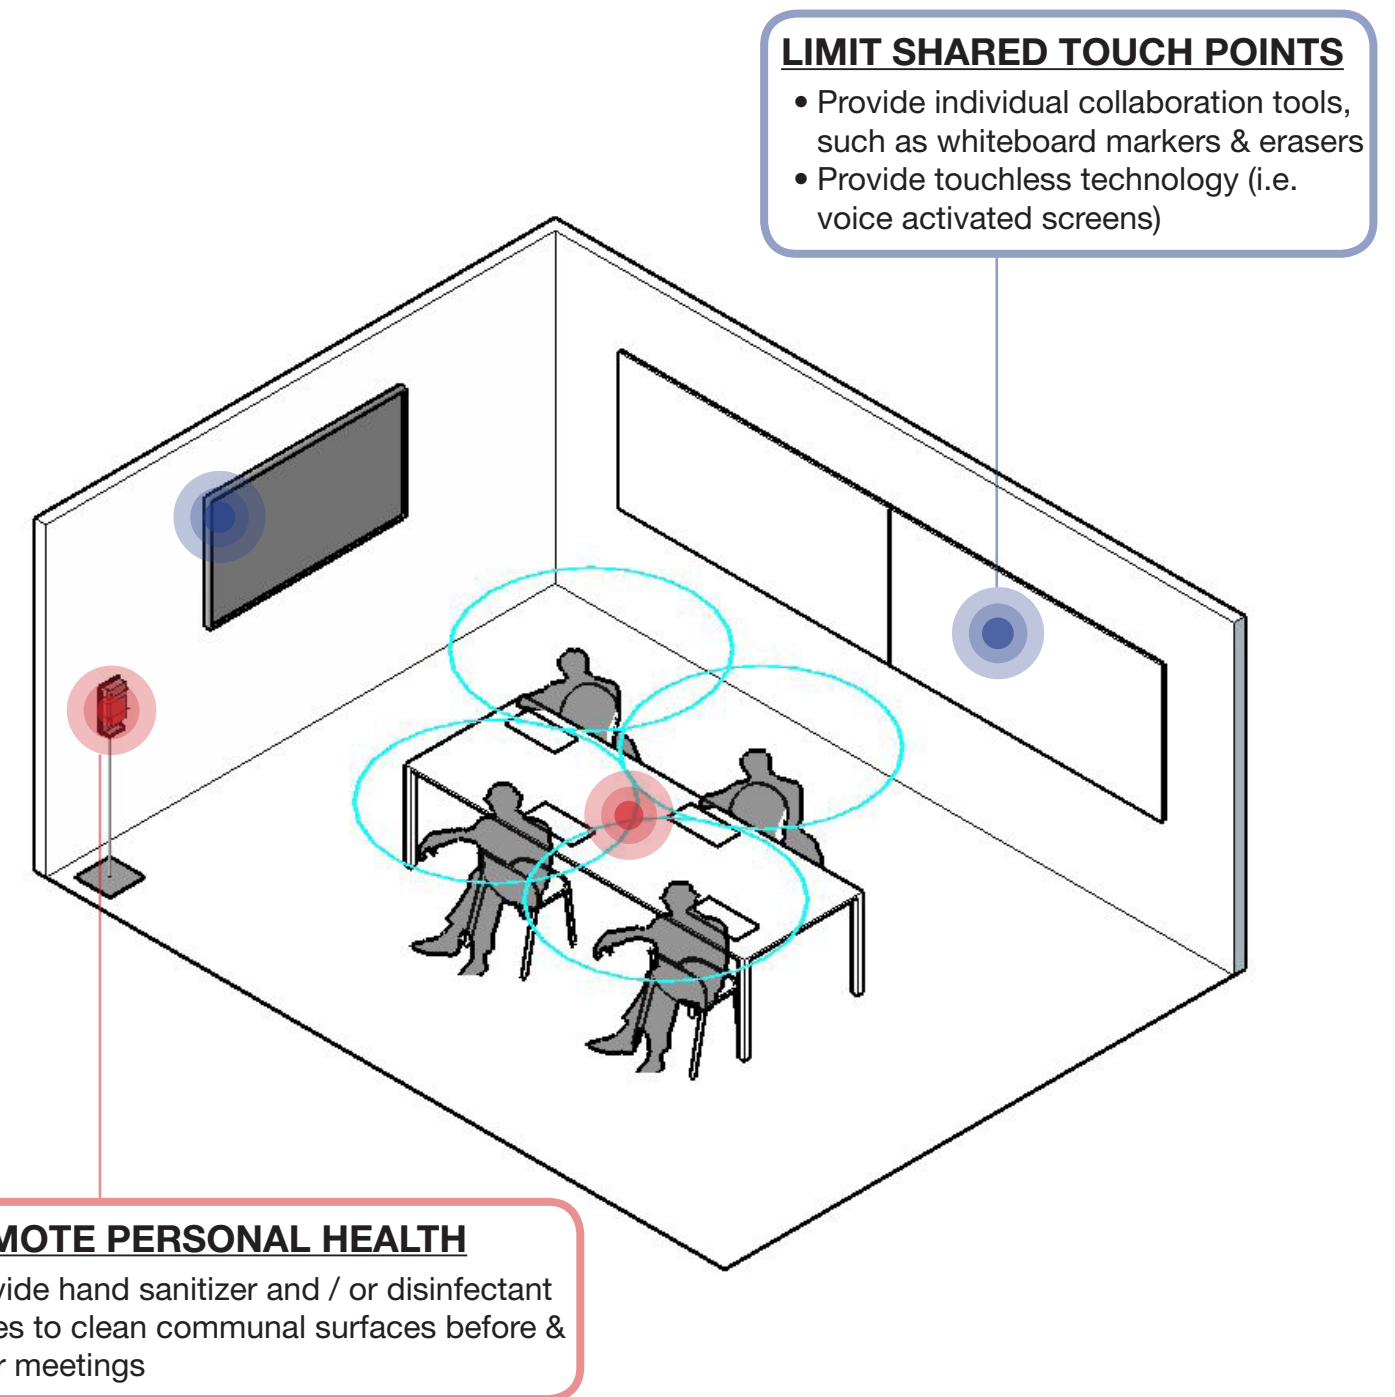 LIMIT SHARED TOUCH POINTS
• Provide individual collaboration tools,
such as whiteboard markers & erasers
• Provide touchless technology (i.e.
voice activated screens)
MOTE PERSONAL HEALTH
vide hand sanitizer and / or disinfectant
es to clean communal surfaces before &
r meetings